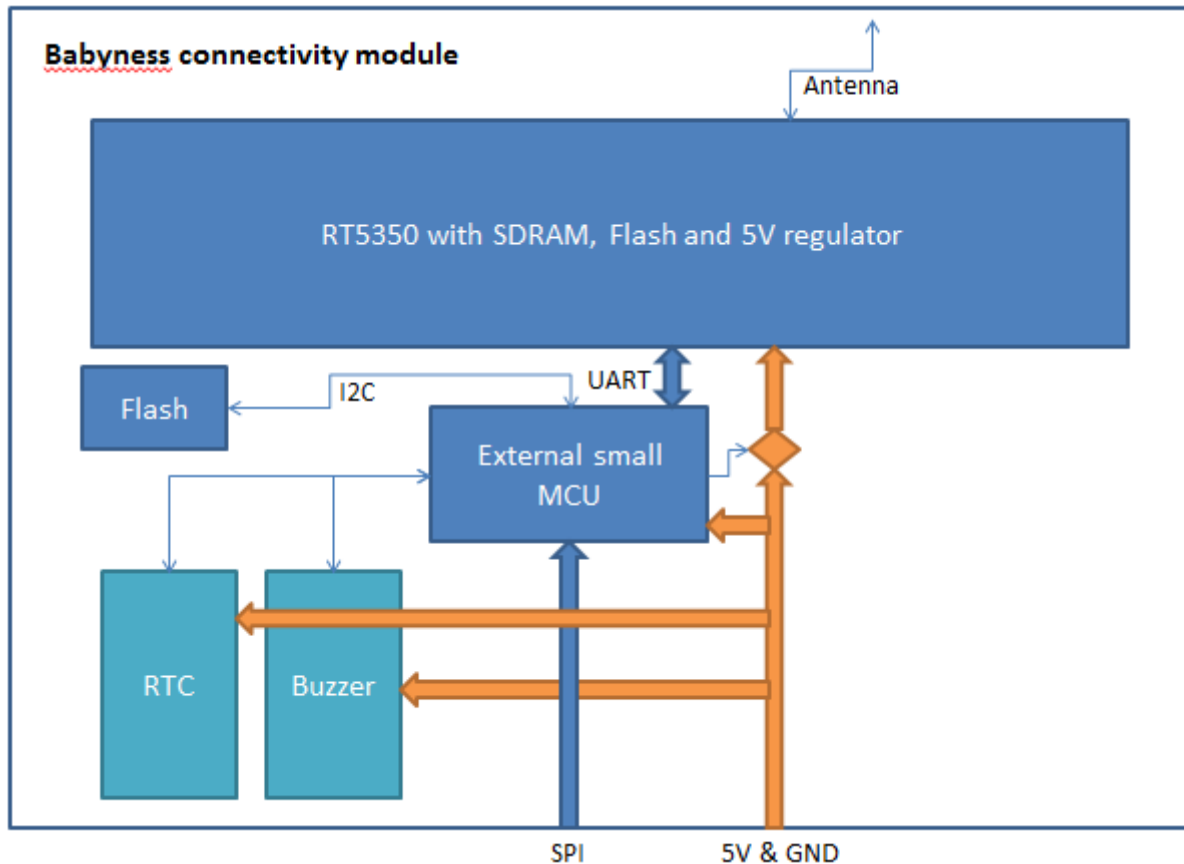 Babyness connectivity module
Antenna
RT5350 with SDRAM, Flash and 5V regulator
UART
I2C
Flash
External small
MCU
RTC
Buzzer
SPI
5V & GND